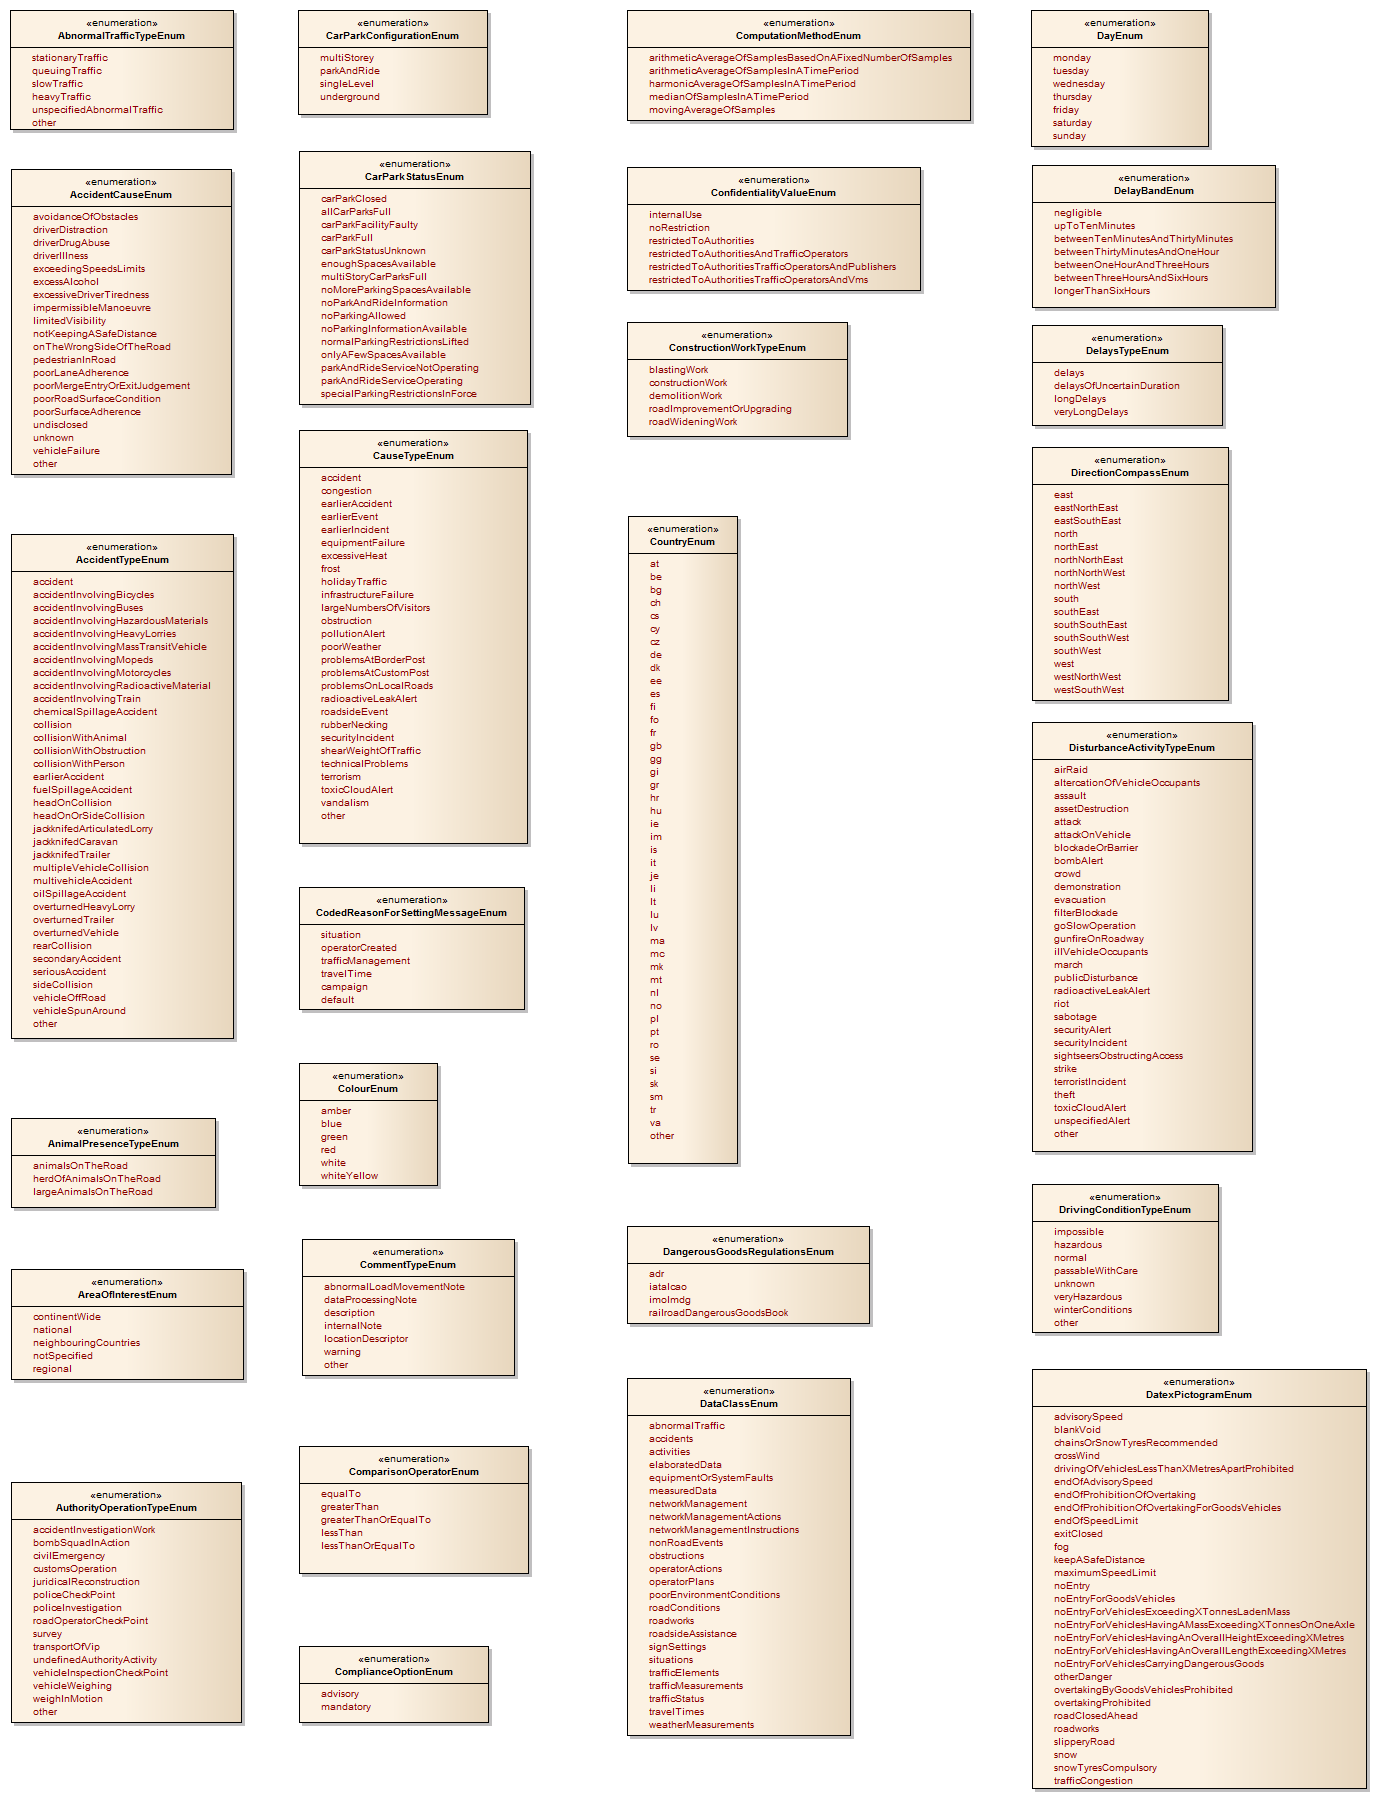 «enumeration»
AbnormalTrafficTypeEnum
stationaryTraffic
queuingTraffic
slowTraffic
heavyTraffic
unspecifiedAbnormalTraffic
other
«enumeration»
AccidentCauseEnum
avoidanceOfObstacles
driverDistraction
driverDrugAbuse
driverIllness
exceedingSpeedsLimits
excessAlcohol
excessiveDriverTiredness
impermissibleManoeuvre
limitedVisibility
notKeepingASafeDistance
onTheWrongSideOfTheRoad
pedestrianInRoad
poorLaneAdherence
poorMergeEntryOrExitJudgement
poorRoadSurfaceCondition
poorSurfaceAdherence
undisclosed
unknown
vehicleFailure
other
«enumeration»
AccidentTypeEnum
accident
accidentInvolvingBicycles
accidentInvolvingBuses
accidentInvolvingHazardousMaterials
accidentInvolvingHeavyLorries
accidentInvolvingMassTransitVehicle
accidentInvolvingMopeds
accidentInvolvingMotorcycles
accidentInvolvingRadioactiveMaterial
accidentInvolvingTrain
chemicalSpillageAccident
collision
collisionWithAnimal
collisionWithObstruction
collisionWithPerson
earlierAccident
fuelSpillageAccident
headOnCollision
headOnOrSideCollision
jackknifedArticulatedLorry
jackknifedCaravan
jackknifedTrailer
multipleVehicleCollision
multivehicleAccident
oilSpillageAccident
overturnedHeavyLorry
overturnedTrailer
overturnedVehicle
rearCollision
secondaryAccident
seriousAccident
sideCollision
vehicleOffRoad
vehicleSpunAround
other
«enumeration»
AnimalPresenceTypeEnum
animalsOnTheRoad
herdOfAnimalsOnTheRoad
largeAnimalsOnTheRoad
«enumeration»
AreaOfInterestEnum
continentWide
national
neighbouringCountries
notSpecified
regional
«enumeration»
AuthorityOperationTypeEnum
accidentInvestigationWork
bombSquadInAction
civilEmergency
customsOperation
juridicalReconstruction
policeCheckPoint
policeInvestigation
roadOperatorCheckPoint
survey
transportOfVip
undefinedAuthorityActivity
vehicleInspectionCheckPoint
vehicleWeighing
weighInMotion
other
«enumeration»
CarParkConfigurationEnum
multiStorey
parkAndRide
singleLevel
underground
«enumeration»
CarParkStatusEnum
carParkClosed
allCarParksFull
carParkFacilityFaulty
carParkFull
carParkStatusUnknown
enoughSpacesAvailable
multiStoryCarParksFull
noMoreParkingSpacesAvailable
noParkAndRideInformation
noParkingAllowed
noParkingInformationAvailable
normalParkingRestrictionsLifted
onlyAFewSpacesAvailable
parkAndRideServiceNotOperating
parkAndRideServiceOperating
specialParkingRestrictionsInForce
«enumeration»
CauseTypeEnum
accident
congestion
earlierAccident
earlierEvent
earlierIncident
equipmentFailure
excessiveHeat
frost
holidayTraffic
infrastructureFailure
largeNumbersOfVisitors
obstruction
pollutionAlert
poorWeather
problemsAtBorderPost
problemsAtCustomPost
problemsOnLocalRoads
radioactiveLeakAlert
roadsideEvent
rubberNecking
securityIncident
shearWeightOfTraffic
technicalProblems
terrorism
toxicCloudAlert
vandalism
other
«enumeration»
CodedReasonForSettingMessageEnum
situation
operatorCreated
trafficManagement
travelTime
campaign
default
«enumeration»
ColourEnum
amber
blue
green
red
white
whiteYellow
«enumeration»
CommentTypeEnum
abnormalLoadMovementNote
dataProcessingNote
description
internalNote
locationDescriptor
warning
other
«enumeration»
ComparisonOperatorEnum
equalTo
greaterThan
greaterThanOrEqualTo
lessThan
lessThanOrEqualTo
«enumeration»
ComplianceOptionEnum
advisory
mandatory
«enumeration»
ComputationMethodEnum
arithmeticAverageOfSamplesBasedOnAFixedNumberOfSamples
arithmeticAverageOfSamplesInATimePeriod
harmonicAverageOfSamplesInATimePeriod
medianOfSamplesInATimePeriod
movingAverageOfSamples
«enumeration»
ConfidentialityValueEnum
internalUse
noRestriction
restrictedToAuthorities
restrictedToAuthoritiesAndTrafficOperators
restrictedToAuthoritiesTrafficOperatorsAndPublishers
restrictedToAuthoritiesTrafficOperatorsAndVms
«enumeration»
ConstructionWorkTypeEnum
blastingWork
constructionWork
demolitionWork
roadImprovementOrUpgrading
roadWideningWork
«enumeration»
CountryEnum
at
be
bg
ch
cs
cy
cz
de
dk
ee
es
fi
fo
fr
gb
gg
gi
gr
hr
hu
ie
im
is
it
je
li
lt
lu
lv
ma
mc
mk
mt
nl
no
pl
pt
ro
se
si
sk
sm
tr
va
other
«enumeration»
DangerousGoodsRegulationsEnum
adr
iataIcao
imoImdg
railroadDangerousGoodsBook
«enumeration»
DataClassEnum
abnormalTraffic
accidents
activities
elaboratedData
equipmentOrSystemFaults
measuredData
networkManagement
networkManagementActions
networkManagementInstructions
nonRoadEvents
obstructions
operatorActions
operatorPlans
poorEnvironmentConditions
roadConditions
roadworks
roadsideAssistance
signSettings
situations
trafficElements
trafficMeasurements
trafficStatus
travelTimes
weatherMeasurements
«enumeration»
DayEnum
monday
tuesday
wednesday
thursday
friday
saturday
sunday
«enumeration»
DelayBandEnum
negligible
upToTenMinutes
betweenTenMinutesAndThirtyMinutes
betweenThirtyMinutesAndOneHour
betweenOneHourAndThreeHours
betweenThreeHoursAndSixHours
longerThanSixHours
«enumeration»
DelaysTypeEnum
delays
delaysOfUncertainDuration
longDelays
veryLongDelays
«enumeration»
DirectionCompassEnum
east
eastNorthEast
eastSouthEast
north
northEast
northNorthEast
northNorthWest
northWest
south
southEast
southSouthEast
southSouthWest
southWest
west
westNorthWest
westSouthWest
«enumeration»
DisturbanceActivityTypeEnum
airRaid
altercationOfVehicleOccupants
assault
assetDestruction
attack
attackOnVehicle
blockadeOrBarrier
bombAlert
crowd
demonstration
evacuation
filterBlockade
goSlowOperation
gunfireOnRoadway
illVehicleOccupants
march
publicDisturbance
radioactiveLeakAlert
riot
sabotage
securityAlert
securityIncident
sightseersObstructingAccess
strike
terroristIncident
theft
toxicCloudAlert
unspecifiedAlert
other
«enumeration»
DrivingConditionTypeEnum
impossible
hazardous
normal
passableWithCare
unknown
veryHazardous
winterConditions
other
«enumeration»
DatexPictogramEnum
advisorySpeed
blankVoid
chainsOrSnowTyresRecommended
crossWind
drivingOfVehiclesLessThanXMetresApartProhibited
endOfAdvisorySpeed
endOfProhibitionOfOvertaking
endOfProhibitionOfOvertakingForGoodsVehicles
endOfSpeedLimit
exitClosed
fog
keepASafeDistance
maximumSpeedLimit
noEntry
noEntryForGoodsVehicles
noEntryForVehiclesExceedingXTonnesLadenMass
noEntryForVehiclesHavingAMassExceedingXTonnesOnOneAxle
noEntryForVehiclesHavingAnOverallHeightExceedingXMetres
noEntryForVehiclesHavingAnOverallLengthExceedingXMetres
noEntryForVehiclesCarryingDangerousGoods
otherDanger
overtakingByGoodsVehiclesProhibited
overtakingProhibited
roadClosedAhead
roadworks
slipperyRoad
snow
snowTyresCompulsory
trafficCongestion